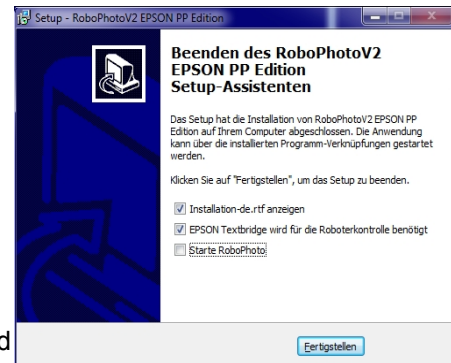 Setup - RoboPhotoV2 EPSON PP Edition
Beenden des RoboPhotoV2
EPSON PP Edition
Setup-Assistenten
Das Setup hat die Installation von RoboPhotoV2 EPSON PP
Edition auf Ihrem Computer abgeschlossen. Die Anwendung
kann über die installierten Programm-Verknüpfungen gestartet
werden.
Klicken Sie auf "Fertigstellen", um das Setup zu beenden.
Installation-de.rtf anzeigen
EPSON Textbridge wird für die Roboterkontrolle benötigt
Starte RoboPhoto
Fertigstellen